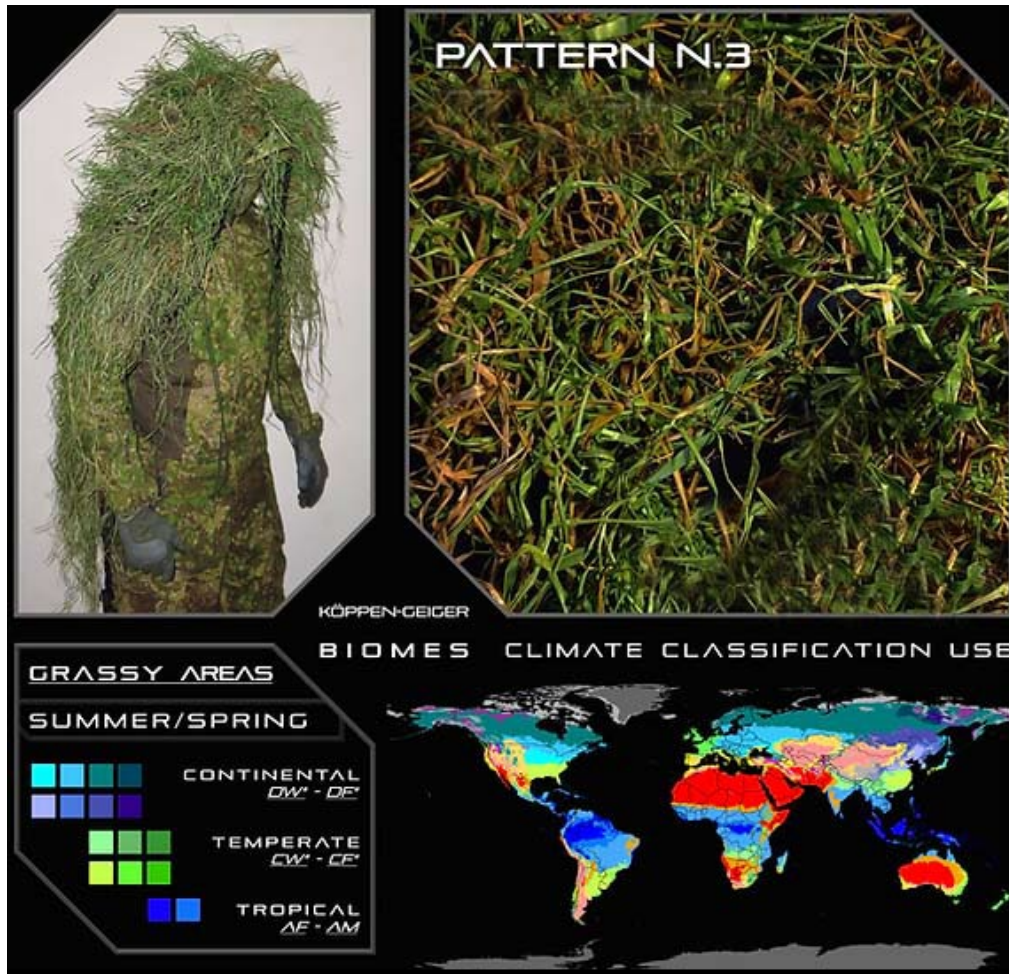 PATTERN N.3
KÖPPEN-GEIGER
BIOMES CLIMATE CLASSIFICATION USE
GRASSY AREAS
SUMMER/SPRING
CONTINENTAL
DW* - DF*
TEMPERATE
CW* - CF*
TROPICAL
AF - AM